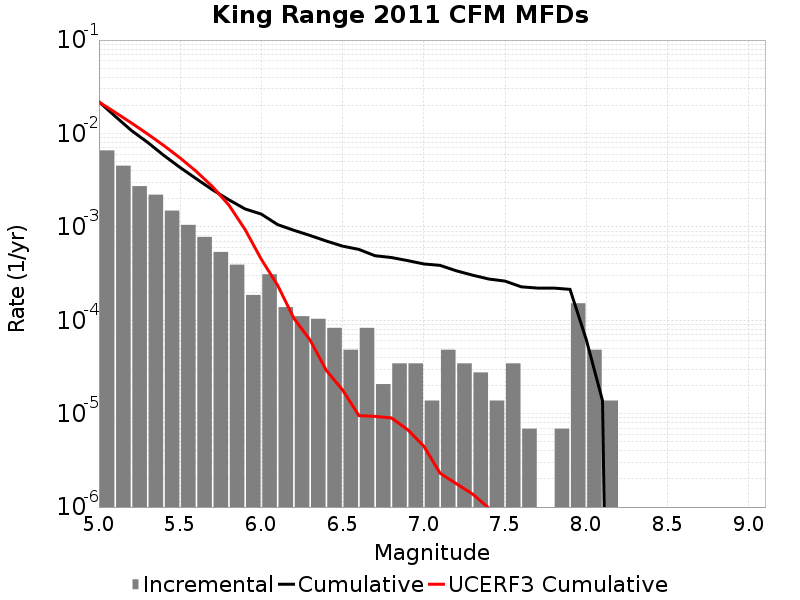 King Range 2011 CFM MFDs
10-1
10-2
10-3
10-4
10-5
10-6
Rate (1/yr)
5.0 5.5 6.0 6.5 7.0 7.5 8.0 8.5 9.0
Magnitude
Incremental Cumulative UCERF3 Cumulative